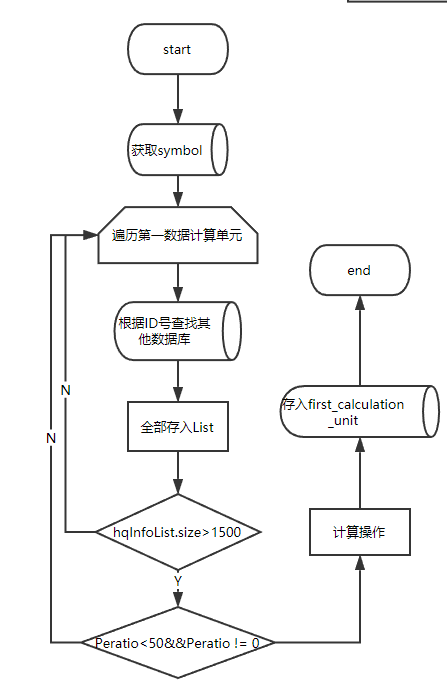 start
获取symbol
遍历第一数据计算单元
根据ID号查找其
他数据库
全部存入List
hqInfoList.size>1500
N
N
Y
Peratio<50&&Peratio != 0
计算操作
存入first_calculation
_unit
end